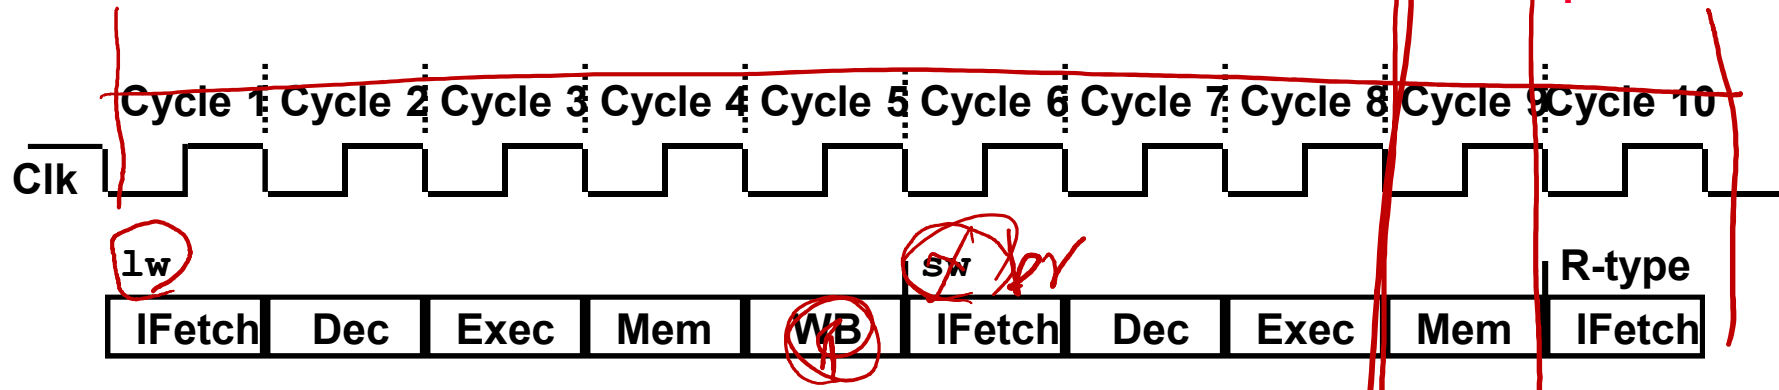 Cycle 1 Cycle 2 Cycle 3 Cycle 4 Cycle 5 Cycle 6 Cycle 7 Cycle 8 Cycle 9 Cycle 10
Clk
lw sw R-type
IFetch Dec Exec Mem WB IFetch Dec Exec Mem IFetch